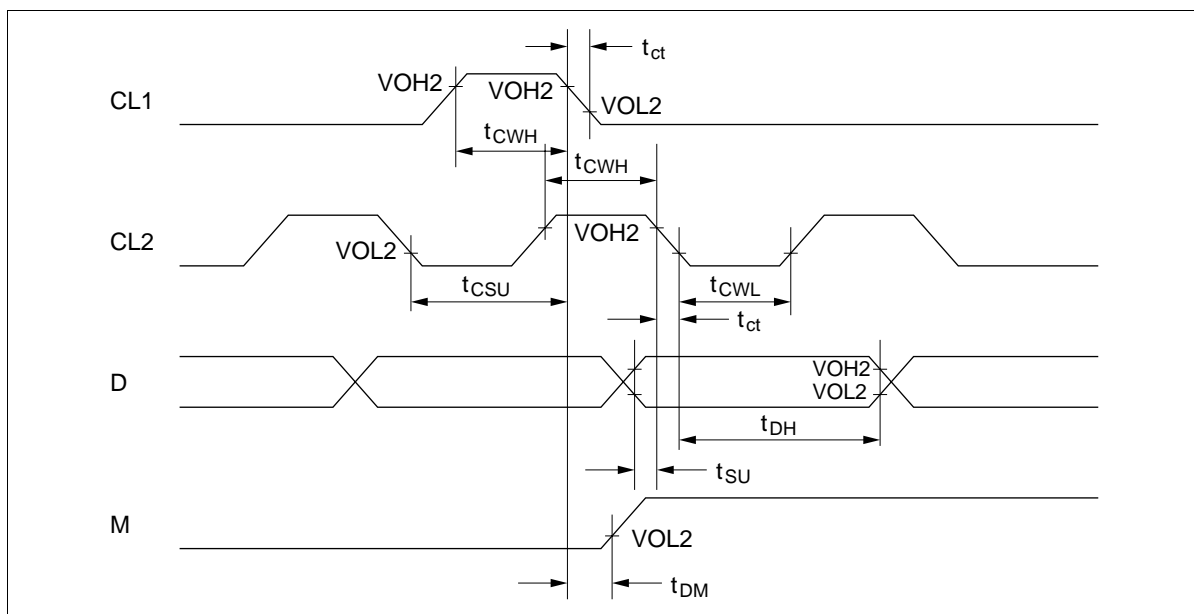 t_ct
VOH2 VOH2 VOL2
CL1
t_CWH
t_CWH
CL2 VOL2 VOH2
t_CSU t_CWL
t_ct
D VOH2
VOL2
t_DH
t_SU
M VOL2
t_DM